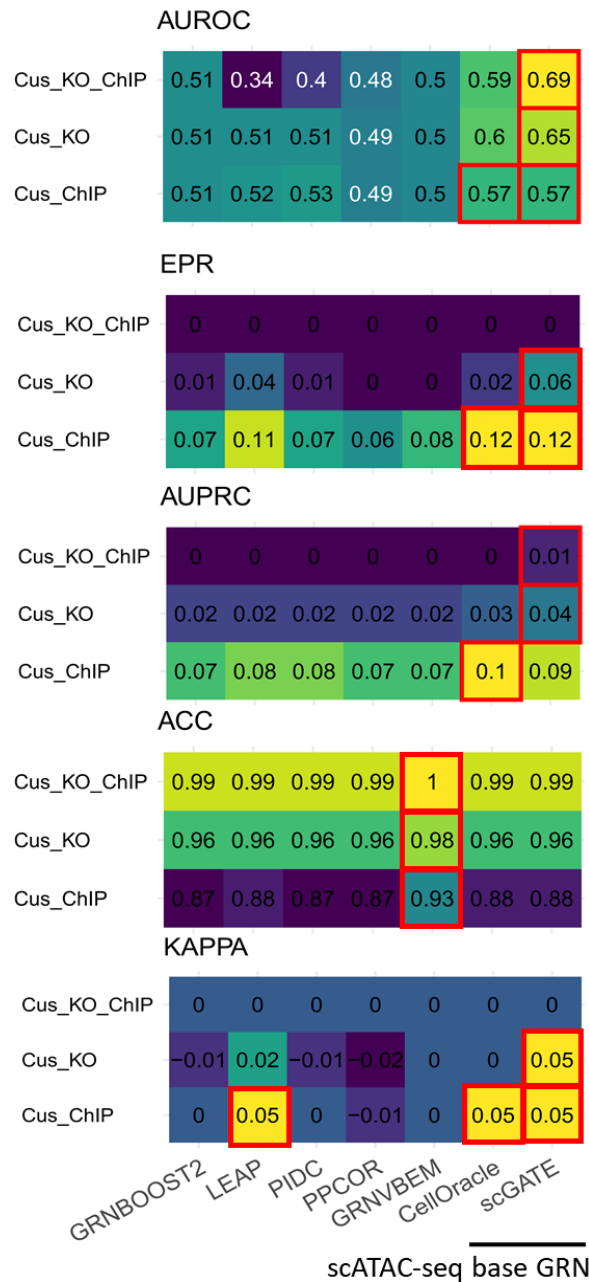 AUROC
Cus_KO_ChIP 0.51 0.34 0.4 0.48 0.5 0.59 0.69
Cus_KO 0.51 0.51 0.51 0.49 0.5 0.6 0.65
Cus_ChIP 0.51 0.52 0.53 0.49 0.5 0.57 0.57
EPR
Cus_KO_ChIP 0 0 0 0 0 0 0
Cus_KO 0.01 0.04 0.01 0 0 0.02 0.06
Cus_ChIP 0.07 0.11 0.07 0.06 0.08 0.12 0.12
AUPRC
Cus_KO_ChIP 0 0 0 0 0 0 0.01
Cus_KO 0.02 0.02 0.02 0.02 0.02 0.03 0.04
Cus_ChIP 0.07 0.08 0.08 0.07 0.07 0.1 0.09
ACC
Cus_KO_ChIP 0.99 0.99 0.99 0.99 1 0.99 0.99
Cus_KO 0.96 0.96 0.96 0.96 0.98 0.96 0.96
Cus_ChIP 0.87 0.88 0.87 0.87 0.93 0.88 0.88
KAPPA
Cus_KO_ChIP 0 0 0 0 0 0 0
Cus_KO −0.01 0.02 −0.01 −0.02 0 0 0.05
Cus_ChIP 0 0.05 0 −0.01 0 0.05 0.05
GRNBOOST2 LEAP PIDC PPCOR GRNVBEM CellOracle scGATE
scATAC-seq base GRN